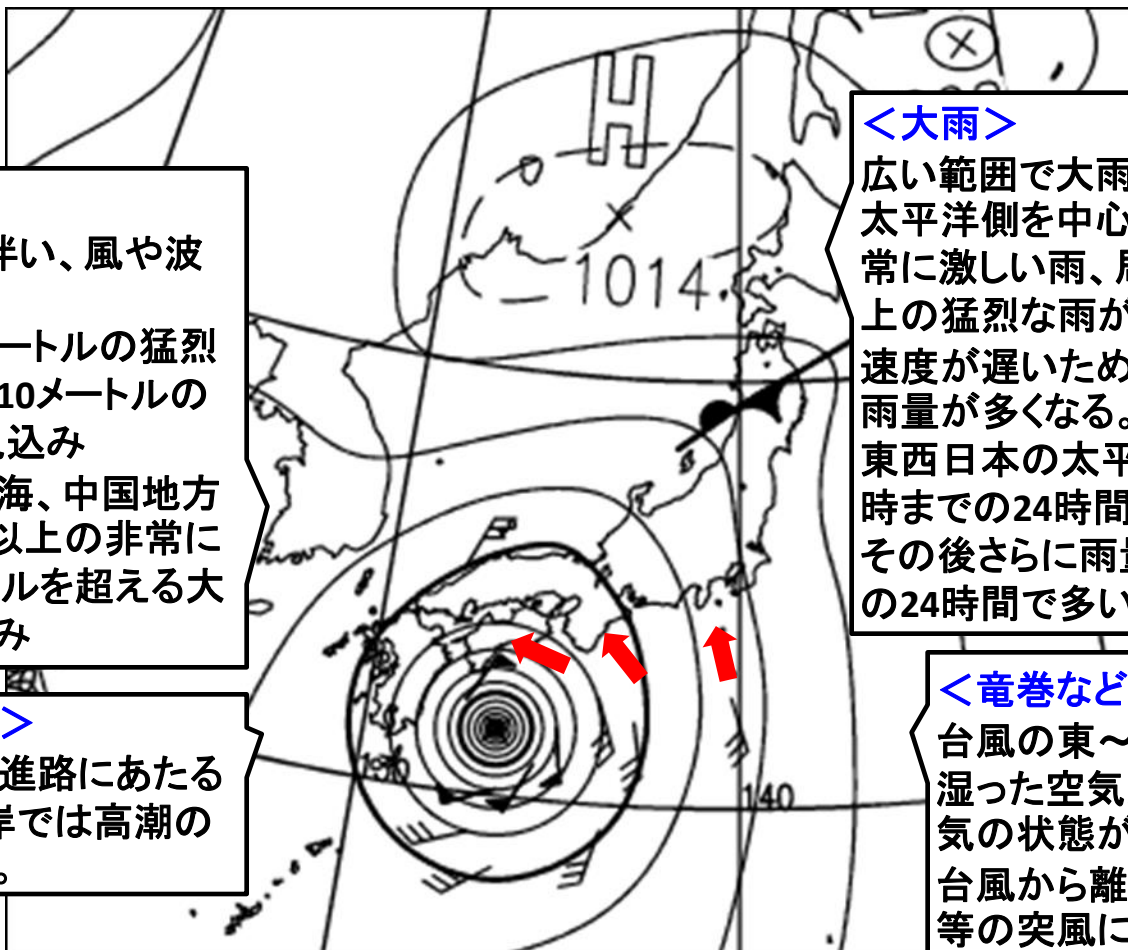 伴い、風や波
ートルの猛烈
10メートルの
見込み
海、中国地方
以上の非常に
ルを超える大
み
＞
進路にあたる
岸では高潮の
。
H
1014
130
140
＜大雨＞
広い範囲で大雨
太平洋側を中心
常に激しい雨、周
上の猛烈な雨が
速度が遅いため
雨量が多くなる。
東西日本の太平
時までの24時間
その後さらに雨量
の24時間で多い
＜竜巻など
台風の東～
湿った空気
気の状態が
台風から離
等の突風に